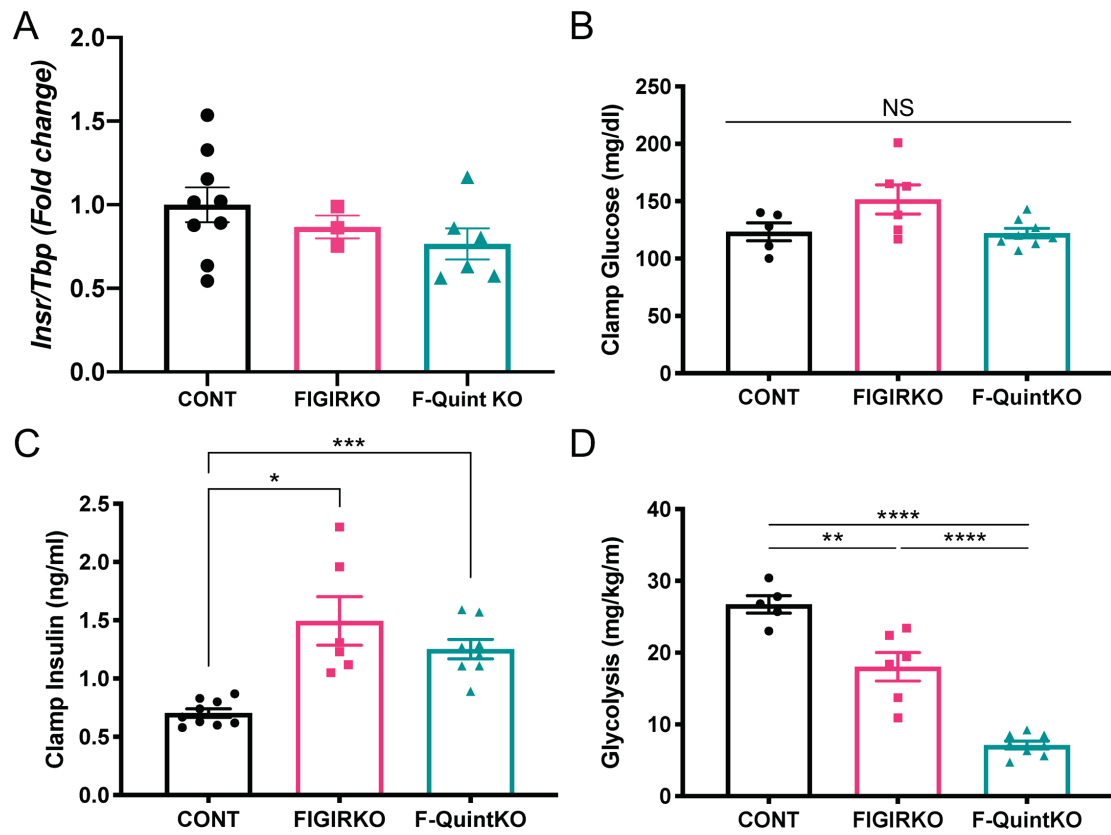 A
Insr/Tbp (Fold change)
2.0
1.5
1.0
0.5
0.0
CONT FIGIRKO F-Quint KO
B
Clamp Glucose (mg/dl)
250
200
150
100
50
0
NS
CONT FIGIRKO F-QuintKO
C
Clamp Insulin (ng/ml)
2.5
2.0
1.5
1.0
0.5
0.0
***
*
CONT FIGIRKO F-QuintKO
D
Glycolysis (mg/kg/m)
40
30
20
10
0
****
** ****
CONT FIGIRKO F-QuintKO